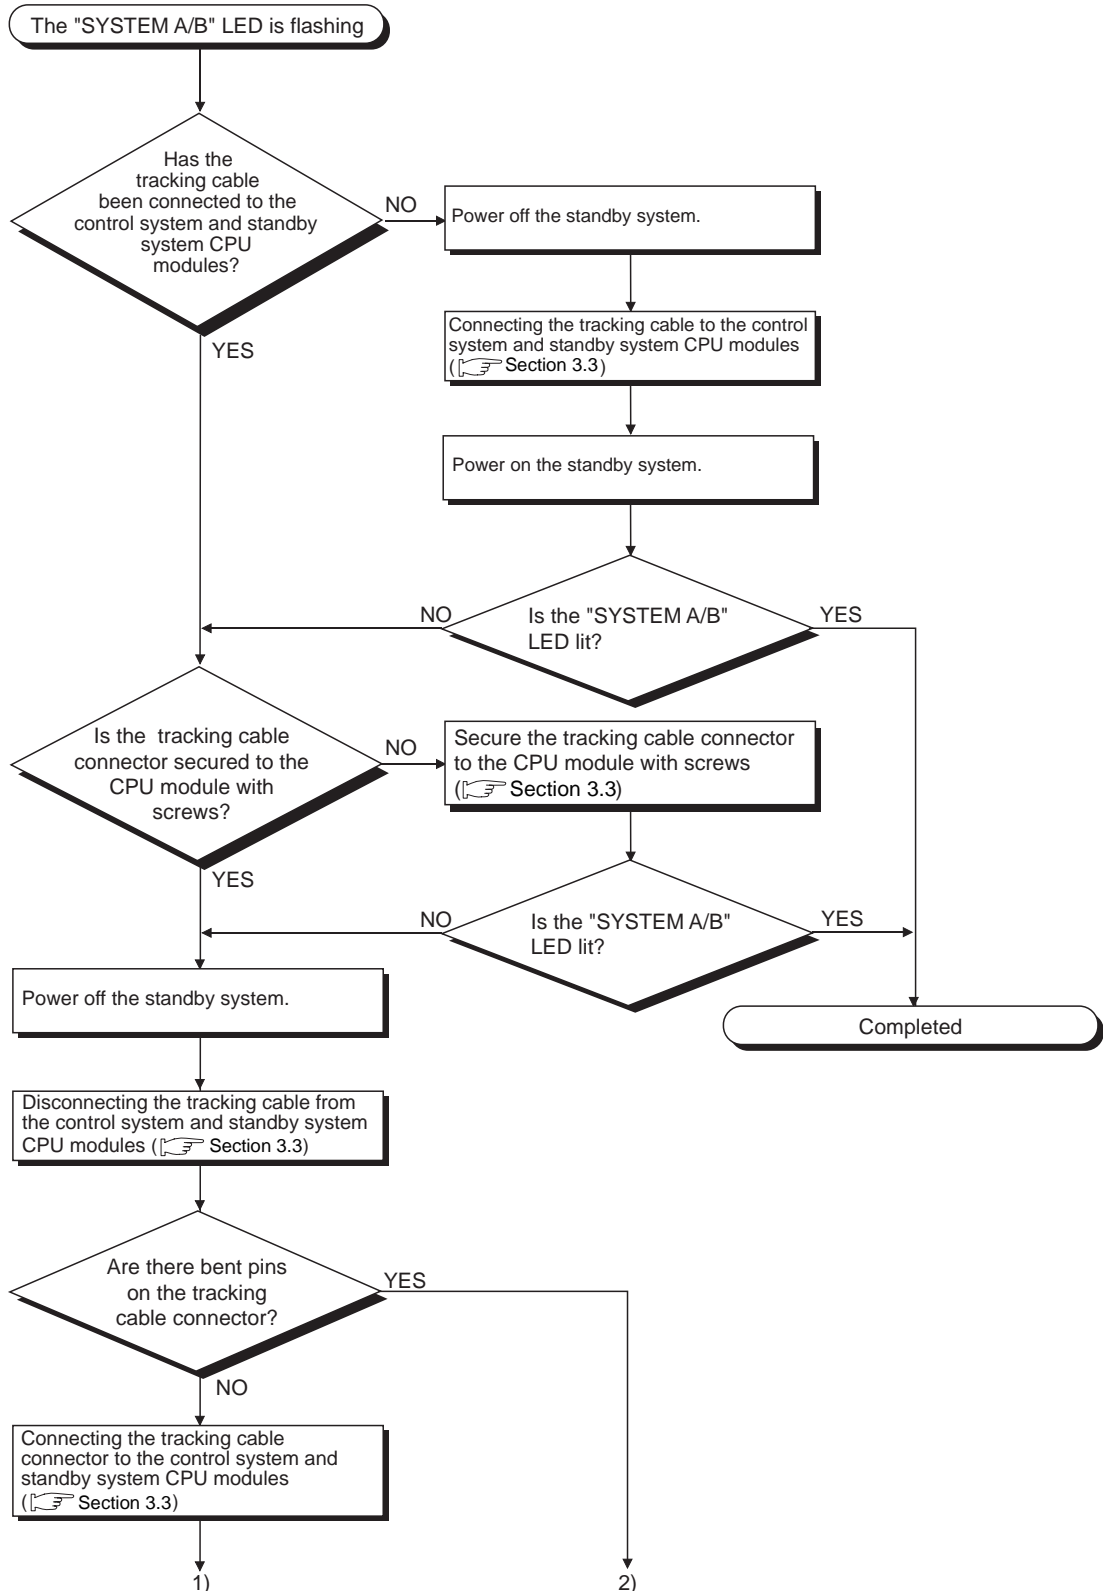 The "SYSTEM A/B" LED is flashing
Has the
tracking cable
been connected to the
control system and standby
system CPU
modules?
NO
Power off the standby system.
YES
Connecting the tracking cable to the control
system and standby system CPU modules
( Section 3.3)
Power on the standby system.
NO
Is the "SYSTEM A/B"
LED lit?
YES
Is the tracking cable
connector secured to the
CPU module with
screws?
NO
Secure the tracking cable connector
to the CPU module with screws
( Section 3.3)
YES
NO
Is the "SYSTEM A/B"
LED lit?
YES
Power off the standby system.
Completed
Disconnecting the tracking cable from
the control system and standby system
CPU modules ( Section 3.3)
Are there bent pins
on the tracking
cable connector?
YES
NO
Connecting the tracking cable
connector to the control system and
standby system CPU modules
( Section 3.3)
1)
2)